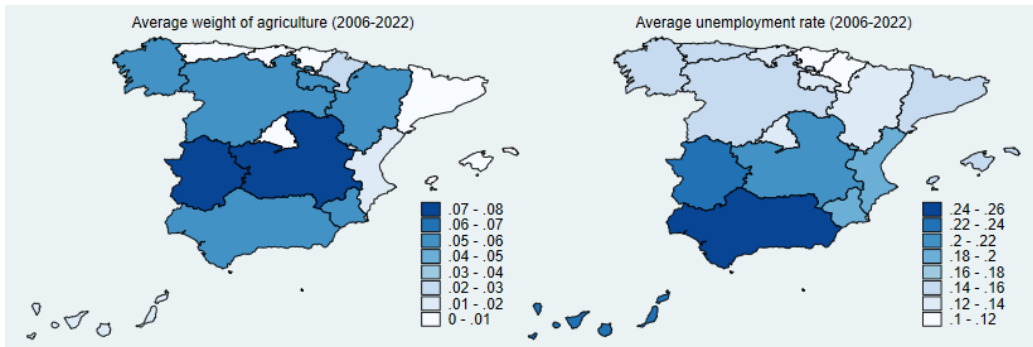 Average weight of agriculture (2006-2022)
.07 - .08
.06 - .07
.05 - .06
.04 - .05
.03 - .04
.02 - .03
.01 - .02
0 - .01
Average unemployment rate (2006-2022)
.24 - .26
.22 - .24
.2 - .22
.18 - .2
.16 - .18
.14 - .16
.12 - .14
.1 - .12